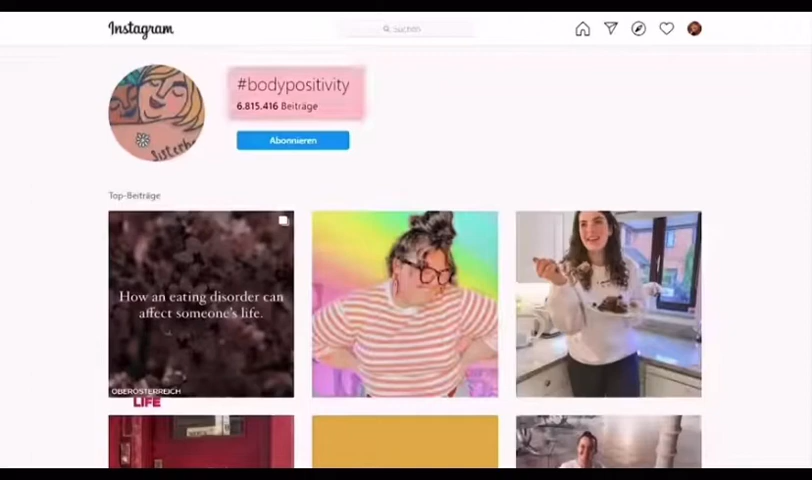 Instagram
Suchen
#bodypositivity
6.815.416 Beiträge
Abonnieren
Sisterh
Top-Beiträge
How an eating disorder can
affect someone's life.
OBERÖSTERREICH
LIFE